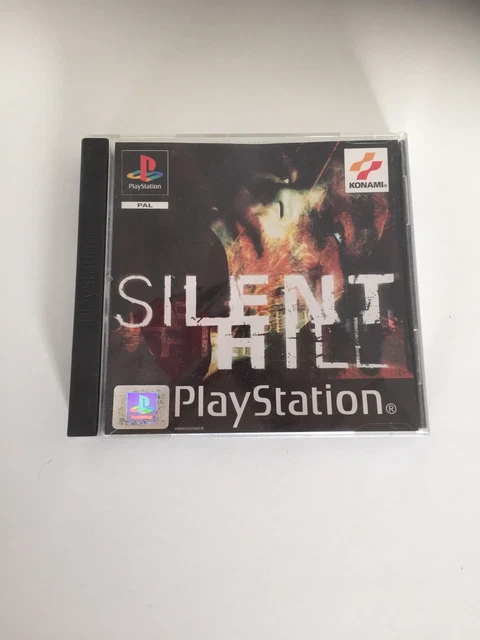 PlayStation
PAL
KONAMI®
PlayStation
SILENT
HILL
PlayStation®